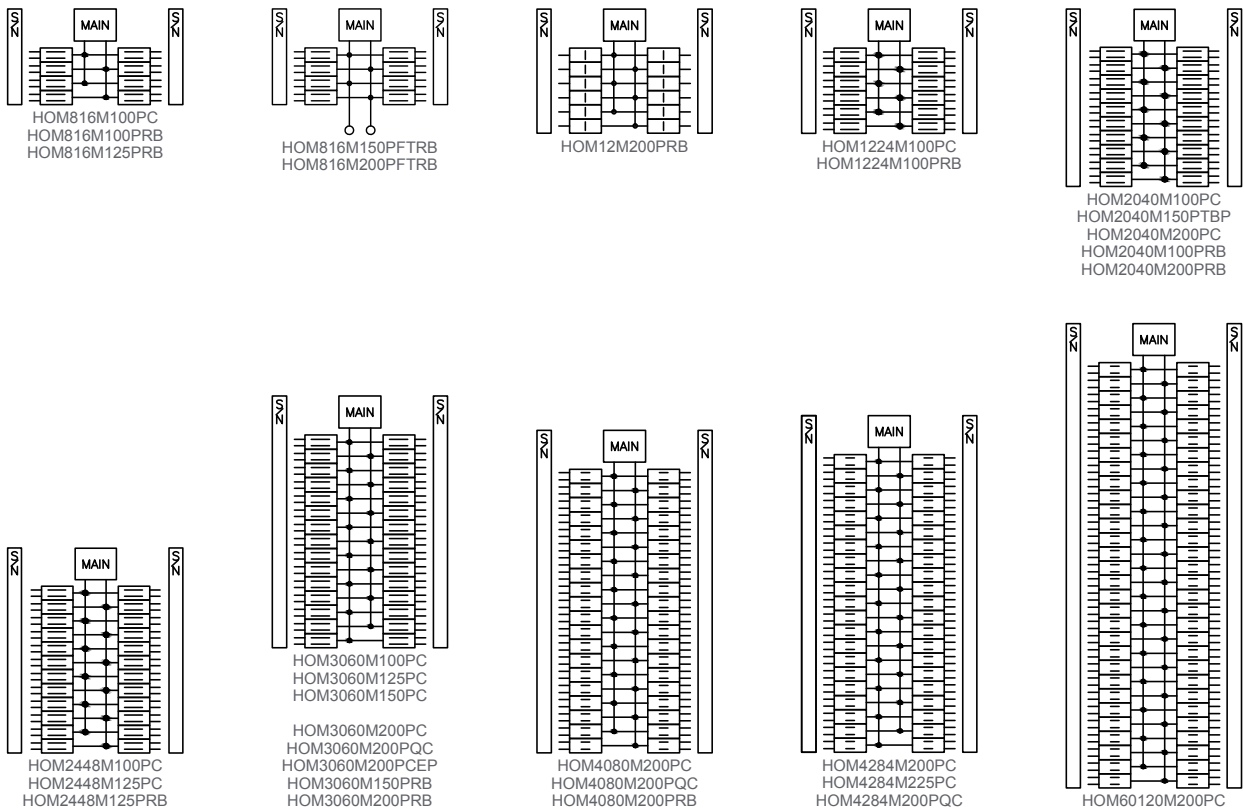 S/N
MAIN
S/N
HOM816M100PC
HOM816M100PRB
HOM816M125PRB
S/N
MAIN
S/N
HOM816M150PFTRB
HOM816M200PFTRB
S/N
MAIN
S/N
HOM12M200PRB
S/N
MAIN
S/N
HOM1224M100PC
HOM1224M100PRB
S/N
MAIN
S/N
HOM2040M100PC
HOM2040M150PTBP
HOM2040M200PC
HOM2040M100PRB
HOM2040M200PRB
S/N
MAIN
S/N
HOM2448M100PC
HOM2448M125PC
HOM2448M125PRB
S/N
MAIN
S/N
HOM3060M100PC
HOM3060M125PC
HOM3060M150PC
HOM3060M200PC
HOM3060M200PQC
HOM3060M200PCEP
HOM3060M150PRB
HOM3060M200PRB
S/N
MAIN
S/N
HOM4080M200PC
HOM4080M200PQC
HOM4080M200PRB
S/N
MAIN
S/N
HOM4284M200PC
HOM4284M225PC
HOM4284M200PQC
S/N
MAIN
S/N
HOM60120M200PC